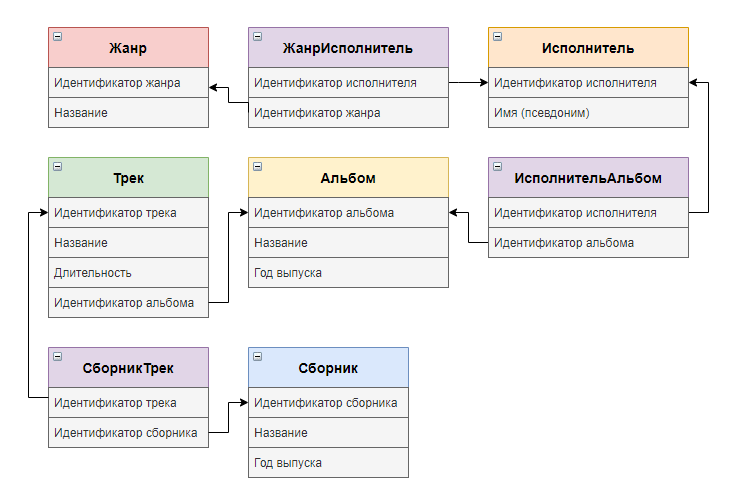 Жанр
Идентификатор жанра
Название
ЖанрИсполнитель
Идентификатор исполнителя
Идентификатор жанра
Исполнитель
Идентификатор исполнителя
Имя (псевдоним)
Трек
Идентификатор трека
Название
Длительность
Идентификатор альбома
Альбом
Идентификатор альбома
Название
Год выпуска
ИсполнительАльбом
Идентификатор исполнителя
Идентификатор альбома
СборникТрек
Идентификатор трека
Идентификатор сборника
Сборник
Идентификатор сборника
Название
Год выпуска